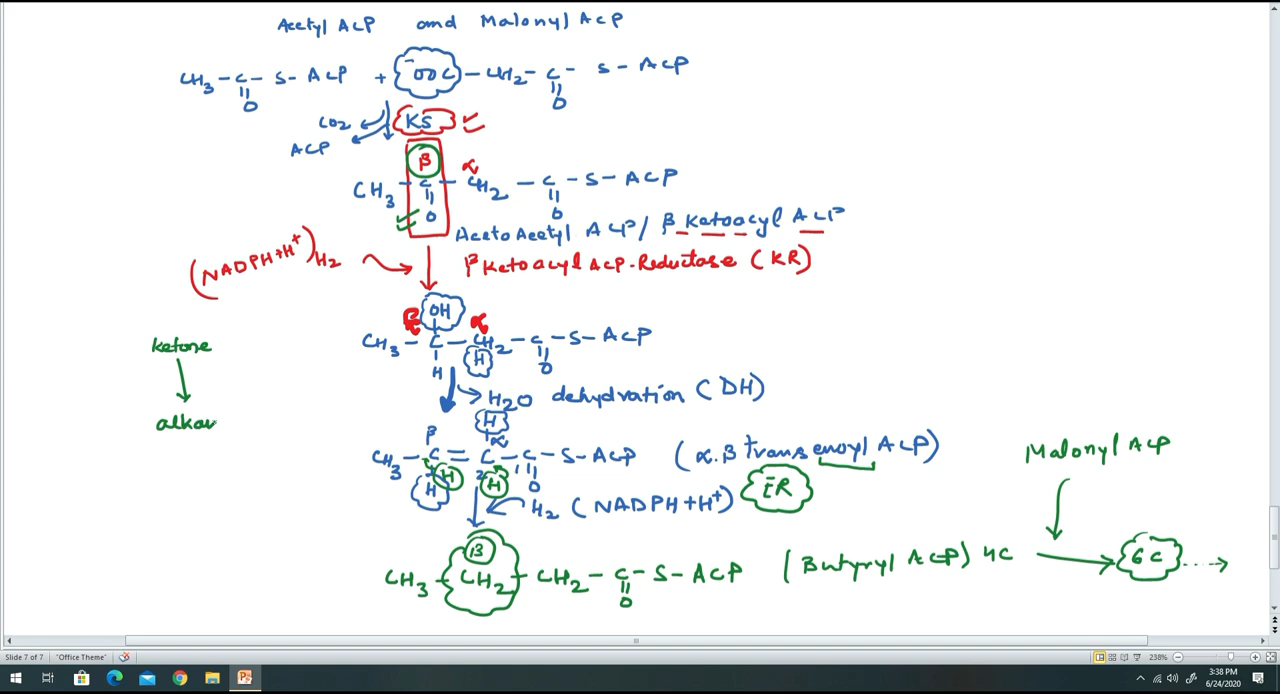 Acetyl ACP and Malonyl ACP
CH3 - C - S - ACP + -OOC - CH2 - C - S - ACP
O O
CO2 KS
ACP
β α
CH3 - C - CH2 - C - S - ACP
O O
AcetoAcetyl ACP/ β Ketoacyl ACP
(NADPH+H+) H2 β Ketoacyl ACP-Reductase (KR)
OH
β α
CH3 - C - CH2 - C - S - ACP
H H O
ketone
alkan
H2O dehydration (DH)
H
β α
CH3 - C = C - C - S - ACP (α.β trans enoyl ACP)
2 1 O
H H H
H2 (NADPH+H+) ER
Malonyl ACP
β
CH3 - CH2 - CH2 - C - S - ACP (Butyryl ACP) 4C 6C
O
Slide 7 of 7 "Office Theme" 238%
3:38 PM
6/24/2020